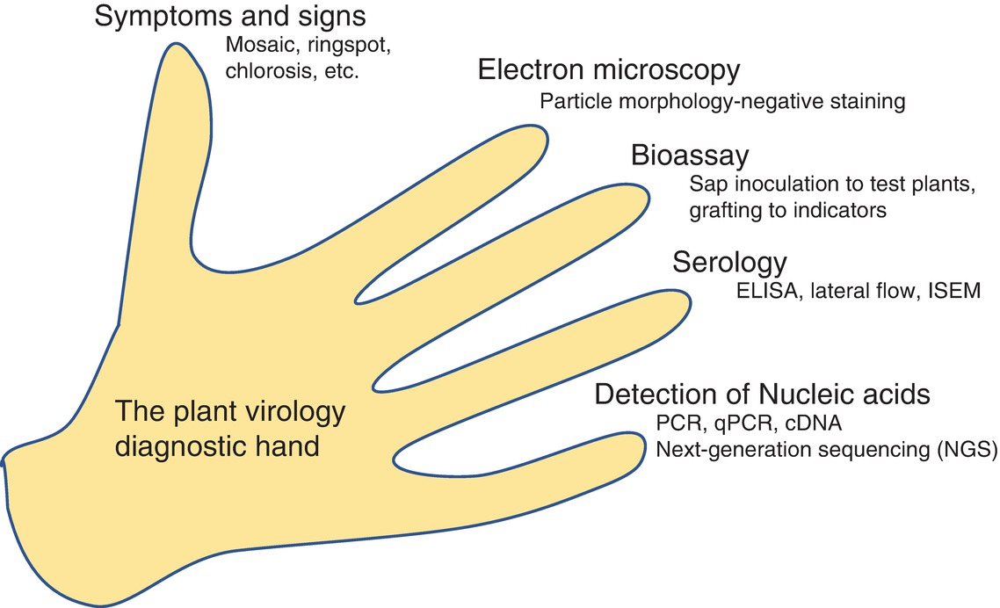 Symptoms and signs
Mosaic, ringspot,
chlorosis, etc.
Electron microscopy
Particle morphology-negative staining
Bioassay
Sap inoculation to test plants,
grafting to indicators
Serology
ELISA, lateral flow, ISEM
Detection of Nucleic acids
PCR, qPCR, cDNA
Next-generation sequencing (NGS)
The plant virology
diagnostic hand